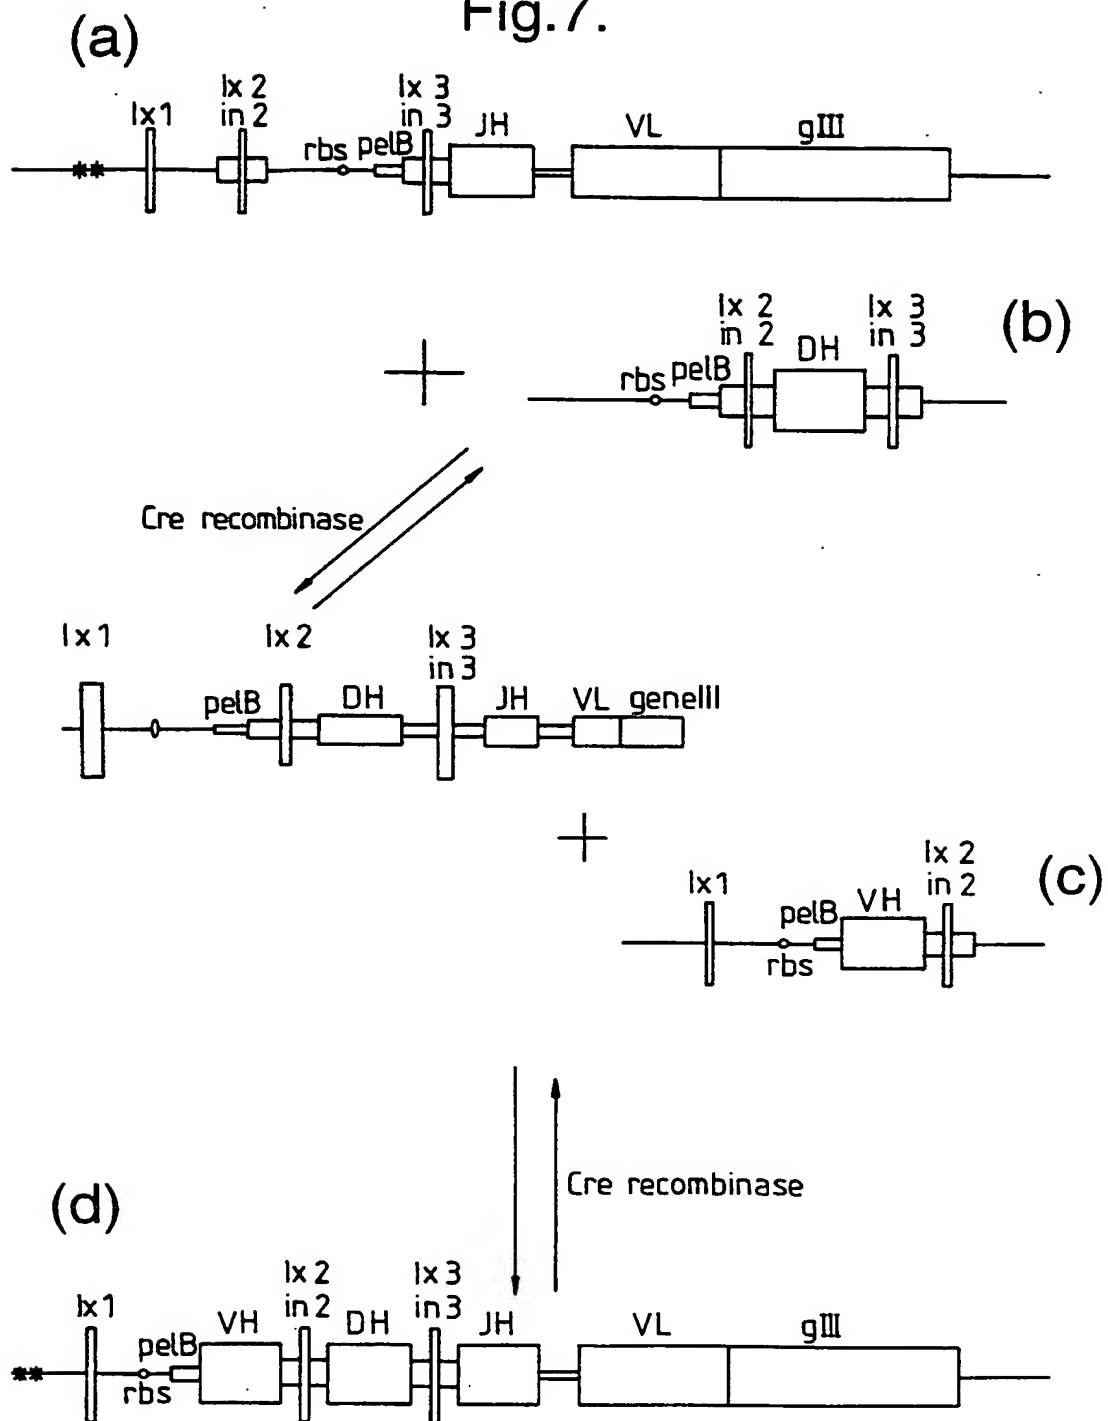 Fig.7.
(a)
lx1
lx 2
in 2
rbs
pelB
lx 3
in 3
JH
VL
gIII
**
(b)
rbs
pelB
lx 2
in 2
DH
lx 3
in 3
Cre recombinase
lx1
pelB
lx2
DH
lx 3
in 3
JH
VL
geneIII
(c)
lx1
pelB
rbs
VH
lx 2
in 2
Cre recombinase
(d)
**
lx1
pelB
rbs
VH
lx 2
in 2
DH
lx 3
in 3
JH
VL
gIII